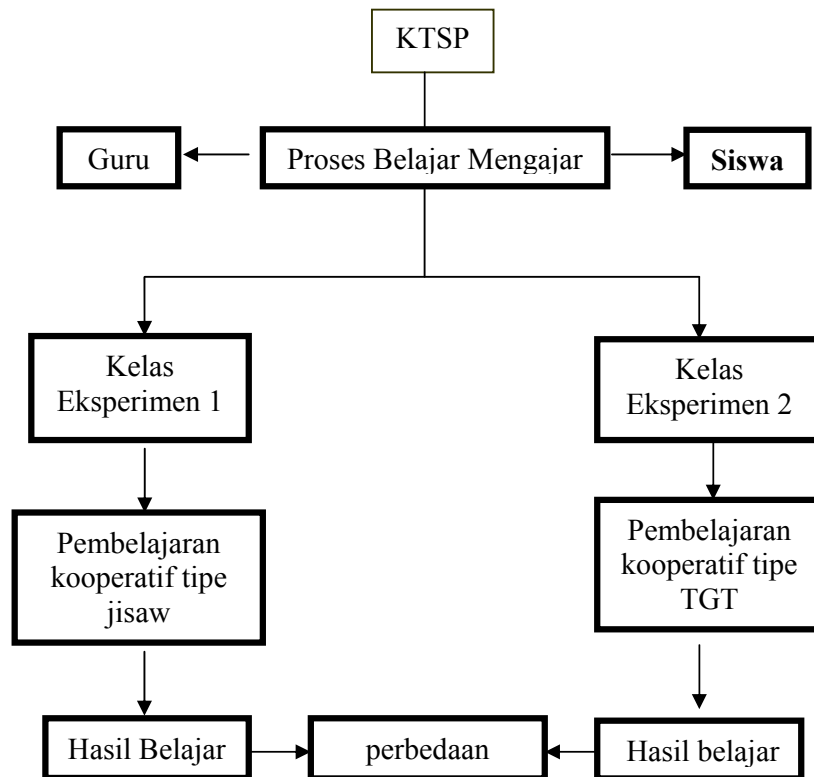 KTSP
Guru
Proses Belajar Mengajar
Siswa
Kelas
Eksperimen 1
Kelas
Eksperimen 2
Pembelajaran
kooperatif tipe
jisaw
Pembelajaran
kooperatif tipe
TGT
Hasil Belajar
perbedaan
Hasil belajar